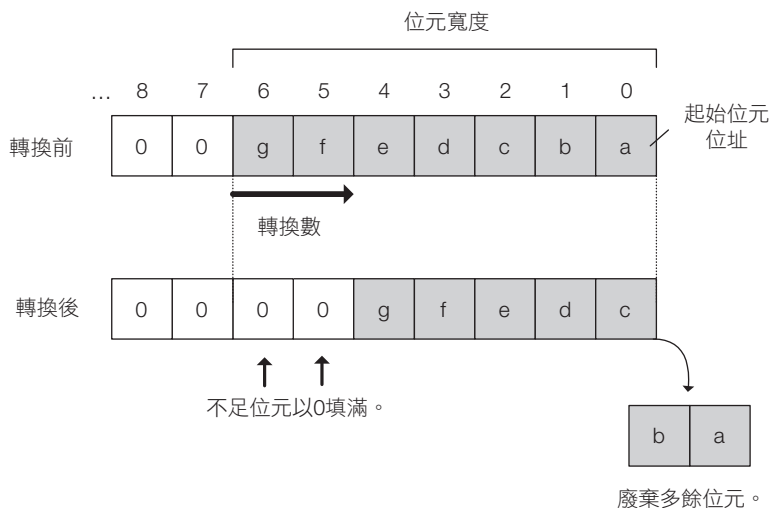 位元寬度
... 8 7 6 5 4 3 2 1 0
起始位元
位址
轉換前 0 0 g f e d c b a
轉換數
轉換後 0 0 0 0 g f e d c
不足位元以0填滿。
b a
廢棄多餘位元。